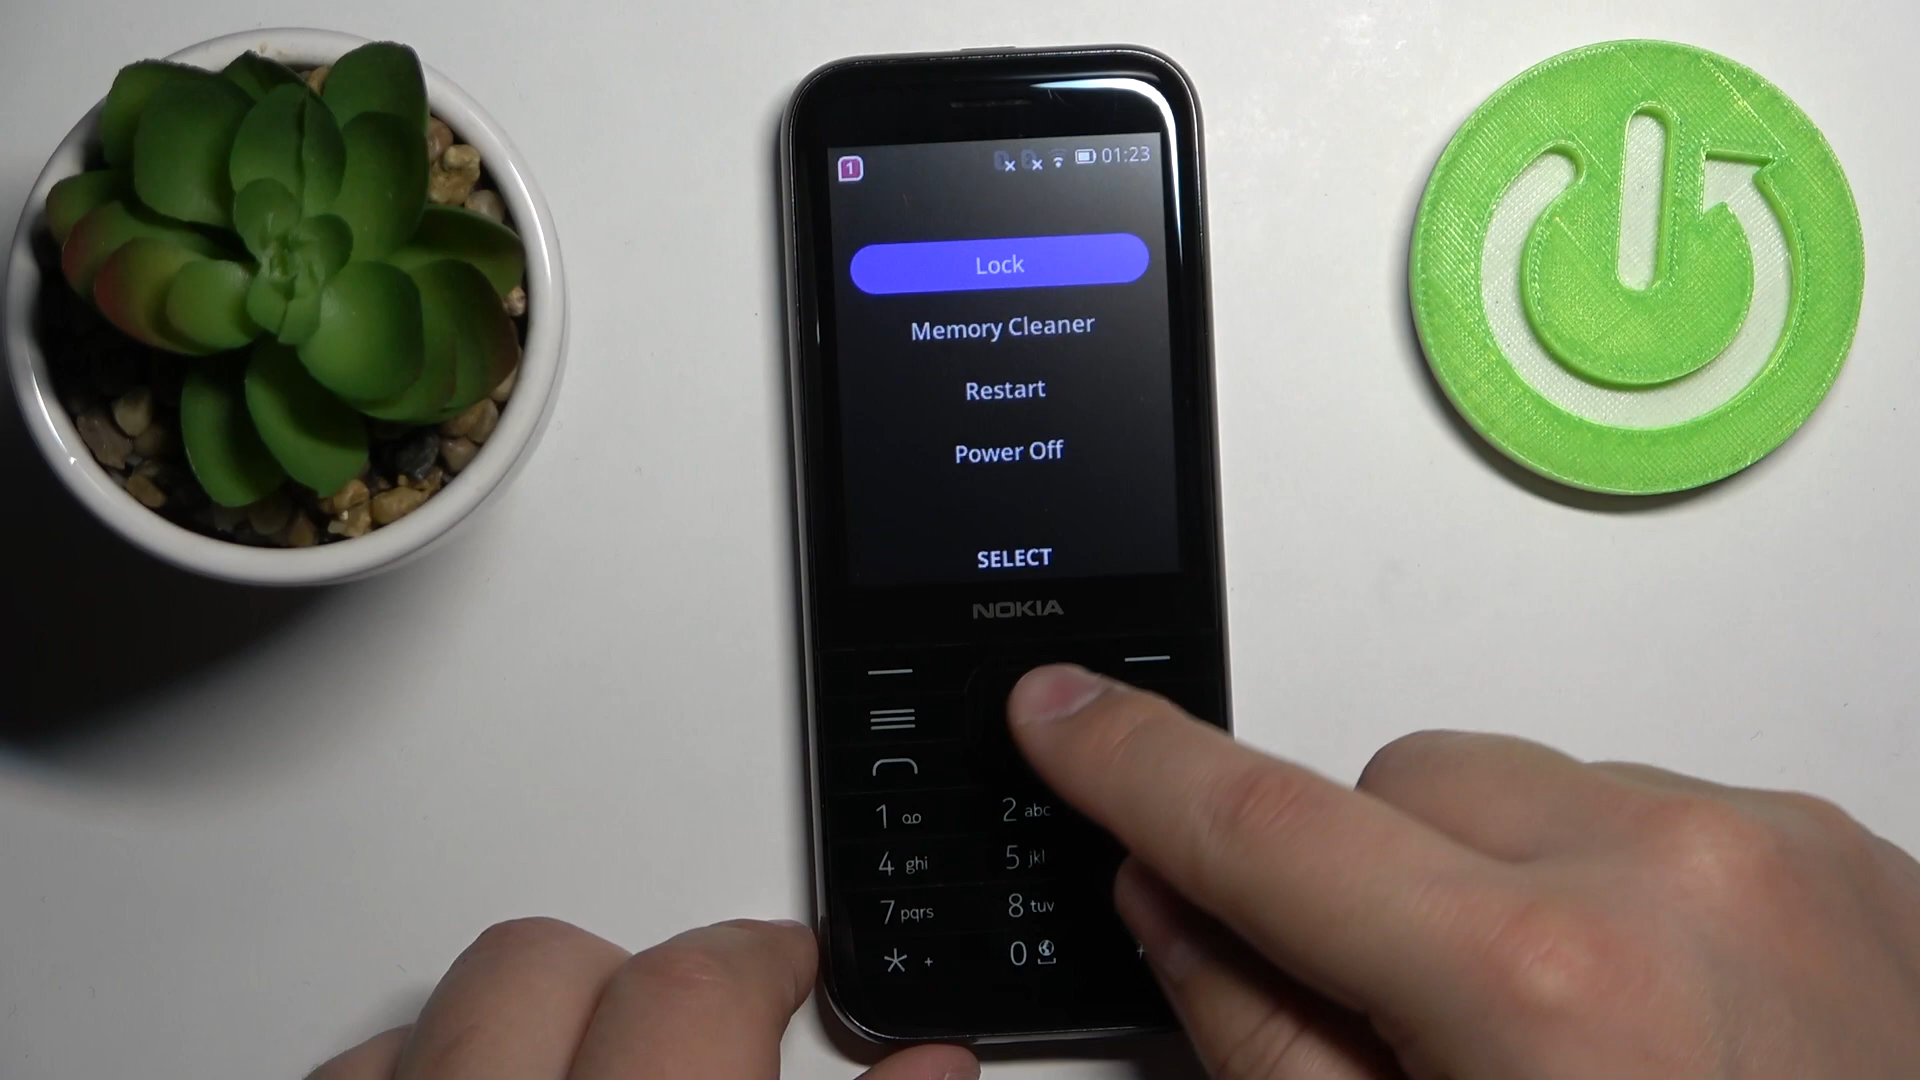 1 01:23
Lock
Memory Cleaner
Restart
Power Off
SELECT
NOKIA
1 2 abc
4 ghi 5 jkl
7 pqrs 8 tuv
* + 0